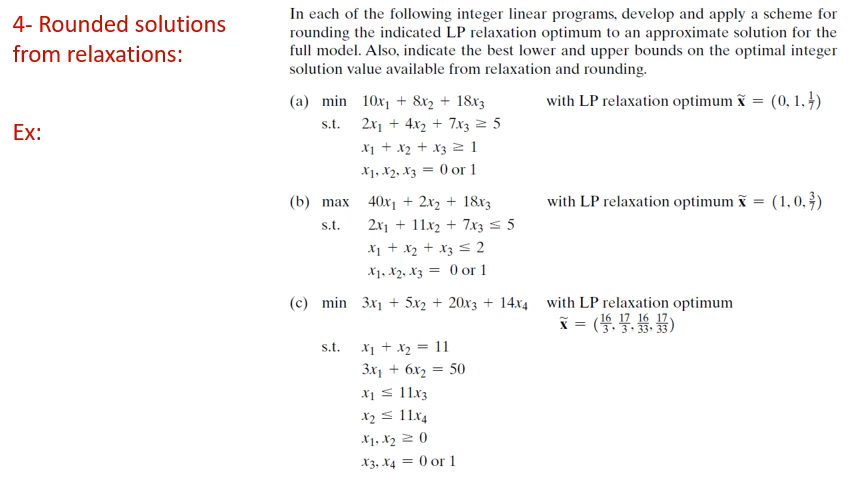 4- Rounded solutions
from relaxations:
Ex:
In each of the following integer linear programs, develop and apply a scheme for
rounding the indicated LP relaxation optimum to an approximate solution for the
full model. Also, indicate the best lower and upper bounds on the optimal integer
solution value available from relaxation and rounding.
(a) min 10x₁ + 8x₂ + 18x₃ with LP relaxation optimum x̃ = (0, 1, 1/7)
s.t. 2x₁ + 4x₂ + 7x₃ ≥ 5
x₁ + x₂ + x₃ ≥ 1
x₁, x₂, x₃ = 0 or 1
(b) max 40x₁ + 2x₂ + 18x₃ with LP relaxation optimum x̃ = (1, 0, 3/7)
s.t. 2x₁ + 11x₂ + 7x₃ ≤ 5
x₁ + x₂ + x₃ ≤ 2
x₁, x₂, x₃ = 0 or 1
(c) min 3x₁ + 5x₂ + 20x₃ + 14x₄ with LP relaxation optimum
x̃ = (16/3, 17/3, 16/33, 17/33)
s.t. x₁ + x₂ = 11
3x₁ + 6x₂ = 50
x₁ ≤ 11x₃
x₂ ≤ 11x₄
x₁, x₂ ≥ 0
x₃, x₄ = 0 or 1